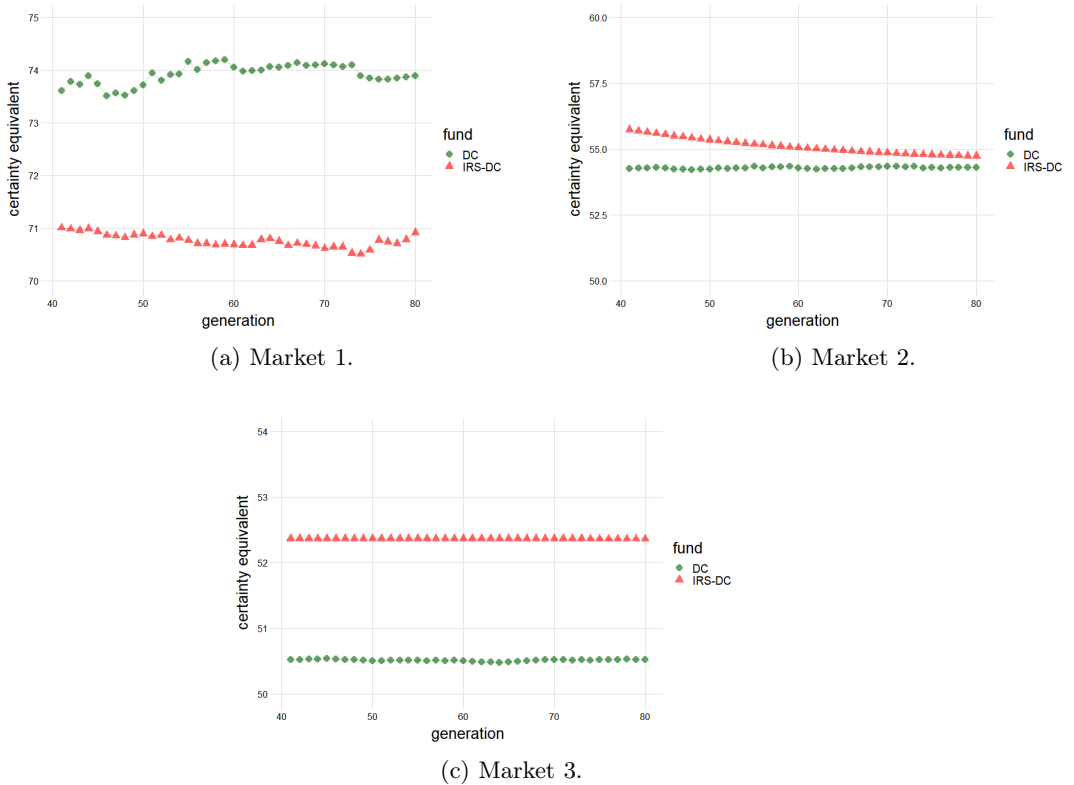 75
74
73
72
71
70
certainty equivalent
40 50 60 70 80
generation
fund
DC
IRS-DC
(a) Market 1.
60.0
57.5
55.0
52.5
50.0
certainty equivalent
40 50 60 70 80
generation
fund
DC
IRS-DC
(b) Market 2.
54
53
52
51
50
certainty equivalent
40 50 60 70 80
generation
fund
DC
IRS-DC
(c) Market 3.